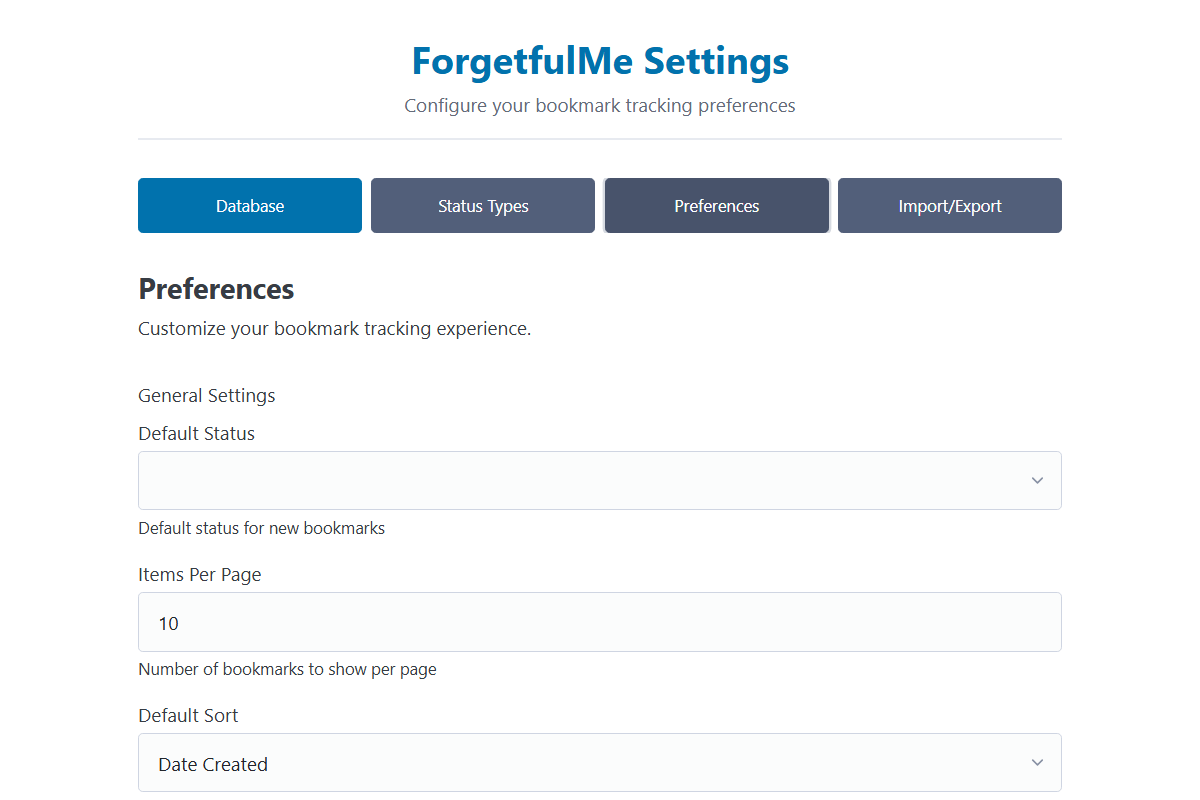 ForgetfulMe Settings
Configure your bookmark tracking preferences
Database
Status Types
Preferences
Import/Export
Preferences
Customize your bookmark tracking experience.
General Settings
Default Status
Default status for new bookmarks
Items Per Page
10
Number of bookmarks to show per page
Default Sort
Date Created